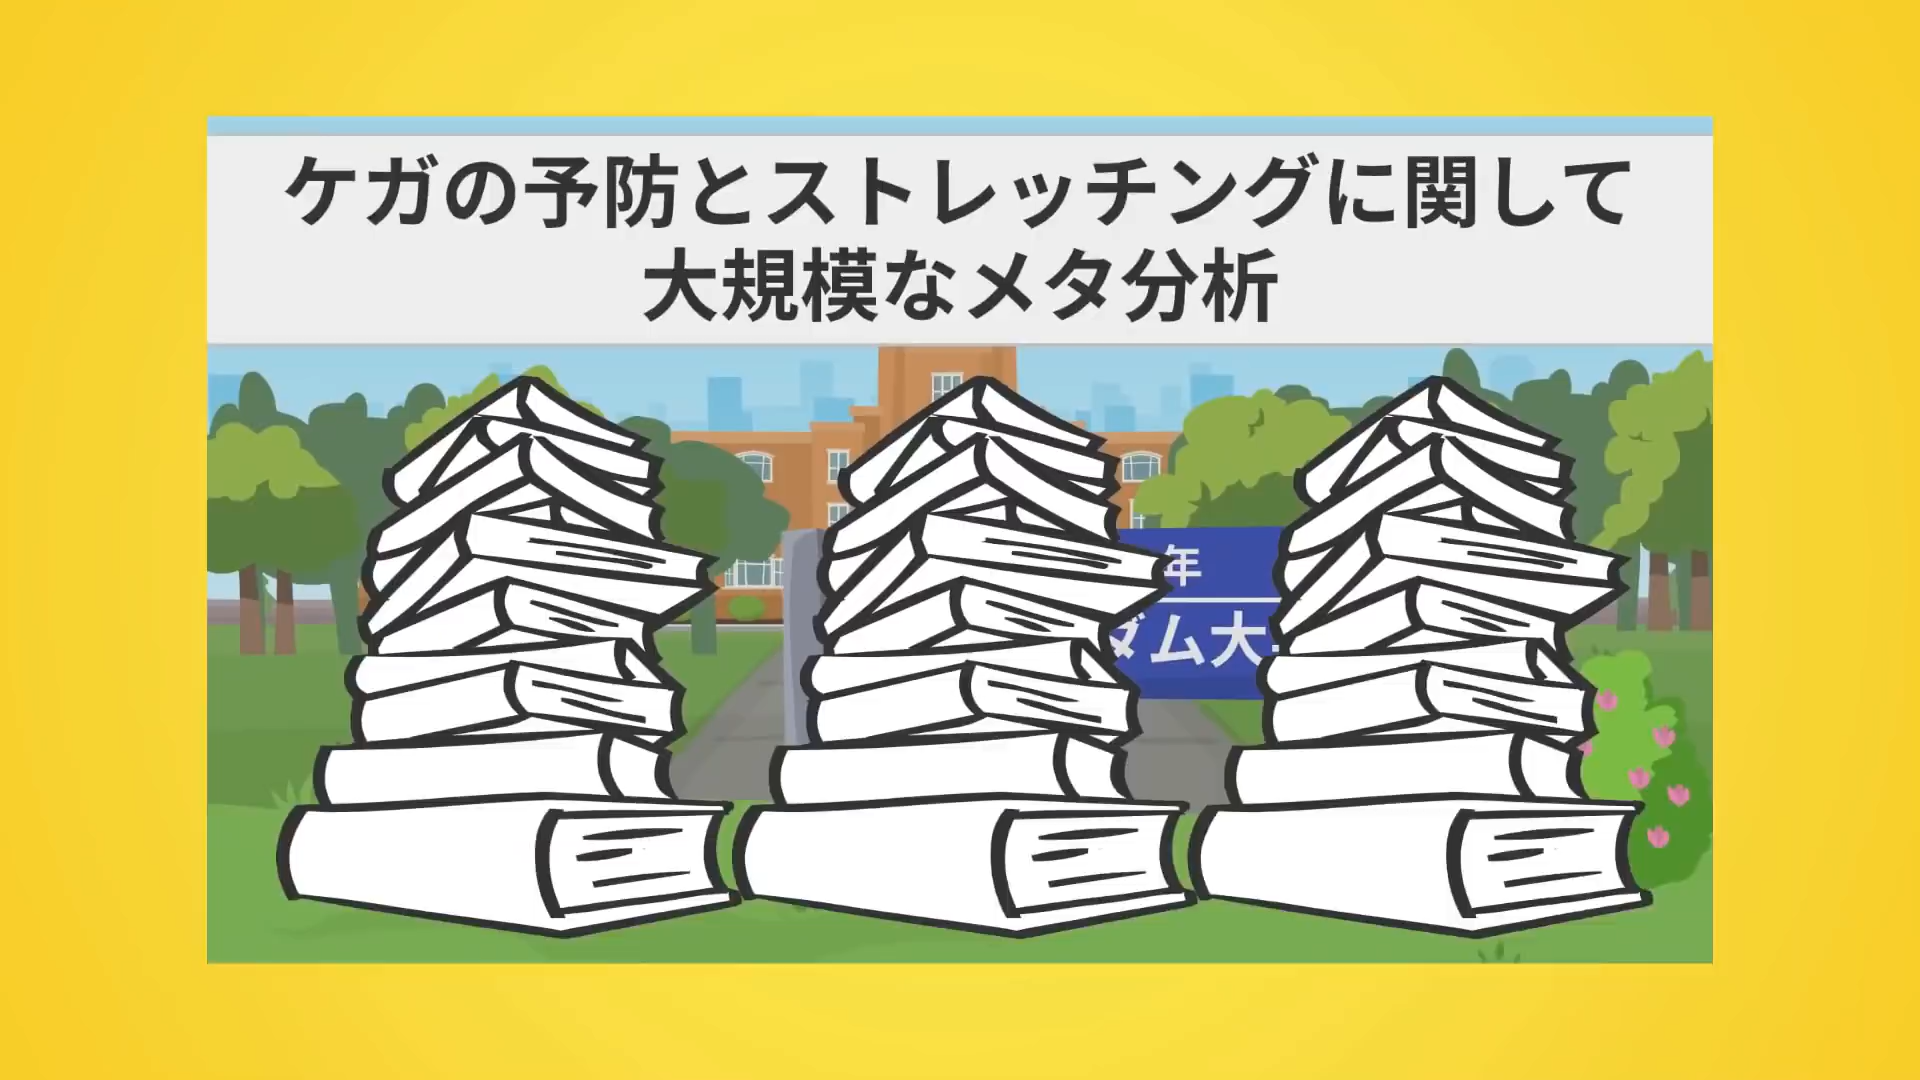 ケガの予防とストレッチングに関して
大規模なメタ分析
年
ダム大